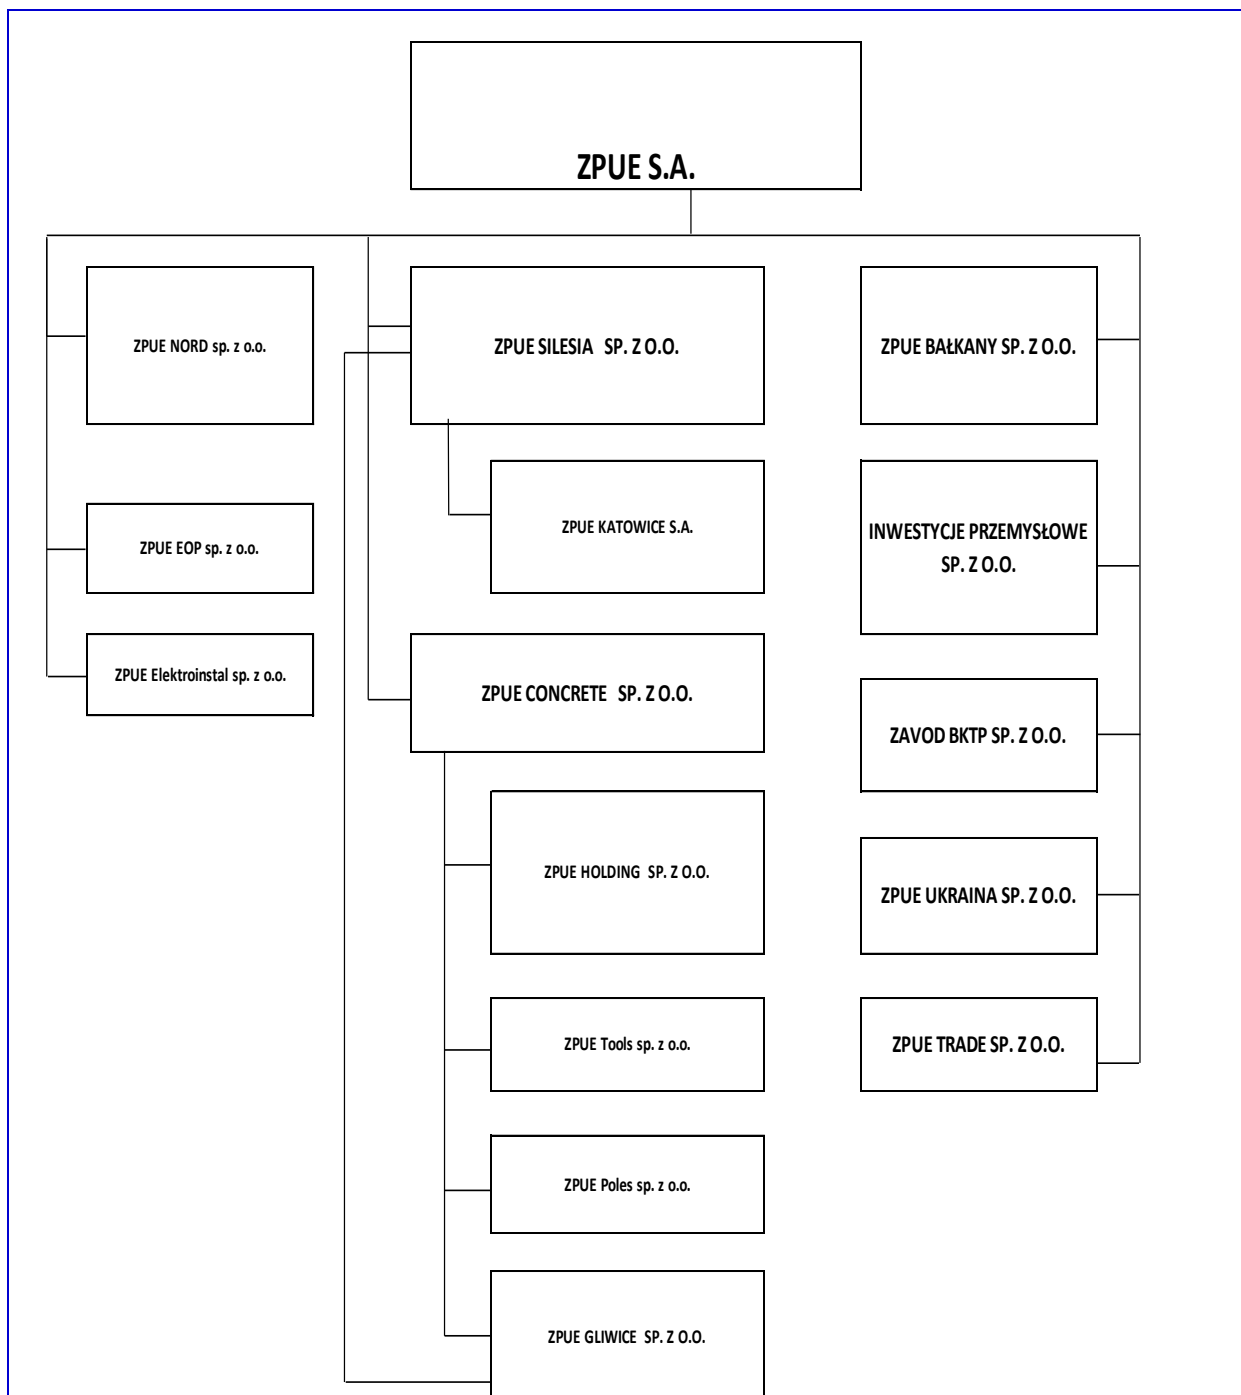 ZPUE S.A.
ZPUE NORD sp. z o.o.
ZPUE SILESIA SP. Z O.O.
ZPUE BAŁKANY SP. Z O.O.
ZPUE KATOWICE S.A.
INWESTYCJE PRZEMYSŁOWE
SP. Z O.O.
ZPUE EOP sp. z o.o.
ZPUE Elektroinstal sp. z o.o.
ZPUE CONCRETE SP. Z O.O.
ZAVOD BKTP SP. Z O.O.
ZPUE HOLDING SP. Z O.O.
ZPUE UKRAINA SP. Z O.O.
ZPUE Tools sp. z o.o.
ZPUE TRADE SP. Z O.O.
ZPUE Poles sp. z o.o.
ZPUE GLIWICE SP. Z O.O.